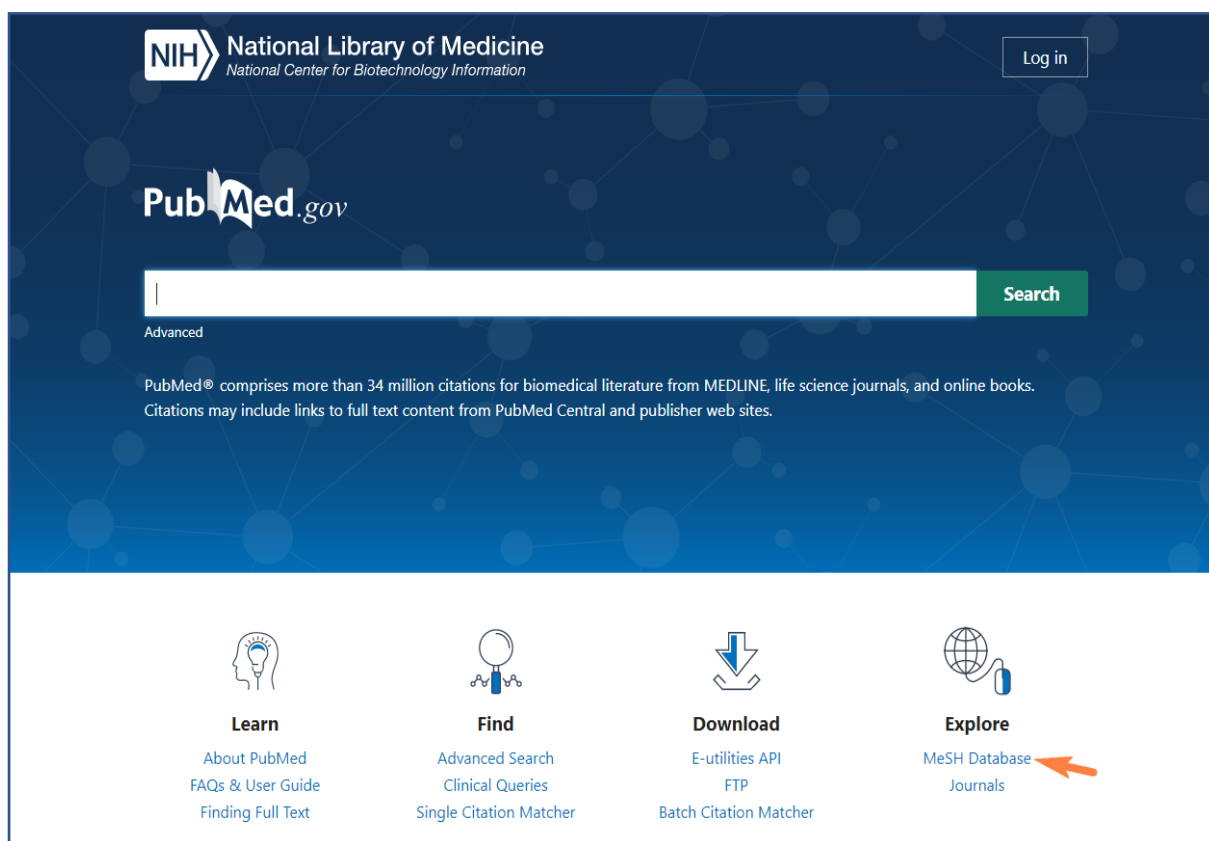 NIH National Library of Medicine
National Center for Biotechnology Information
Log in
PubMed.gov
Search
Advanced
PubMed® comprises more than 34 million citations for biomedical literature from MEDLINE, life science journals, and online books.
Citations may include links to full text content from PubMed Central and publisher web sites.
Learn
About PubMed
FAQs & User Guide
Finding Full Text
Find
Advanced Search
Clinical Queries
Single Citation Matcher
Download
E-utilities API
FTP
Batch Citation Matcher
Explore
MeSH Database
Journals